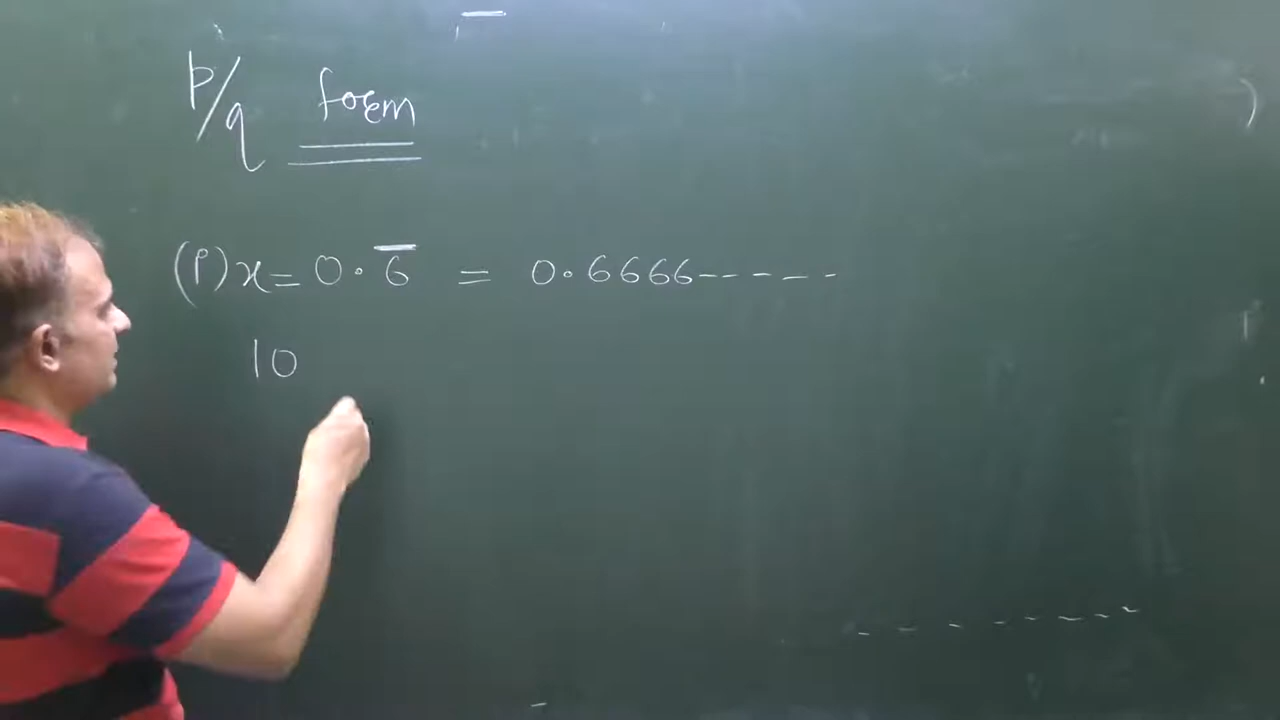 p/q form
(i) x = 0.6̅ = 0.6666------
10